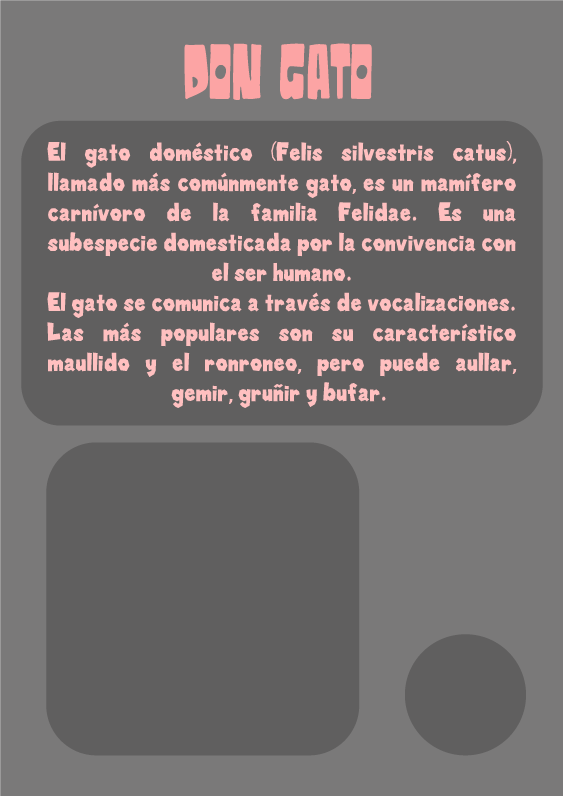 DON GATO
El gato doméstico (Felis silvestris catus),
llamado más comúnmente gato, es un mamífero
carnívoro de la familia Felidae. Es una
subespecie domesticada por la convivencia con
el ser humano.
El gato se comunica a través de vocalizaciones.
Las más populares son su característico
maullido y el ronroneo, pero puede aullar,
gemir, gruñir y bufar.